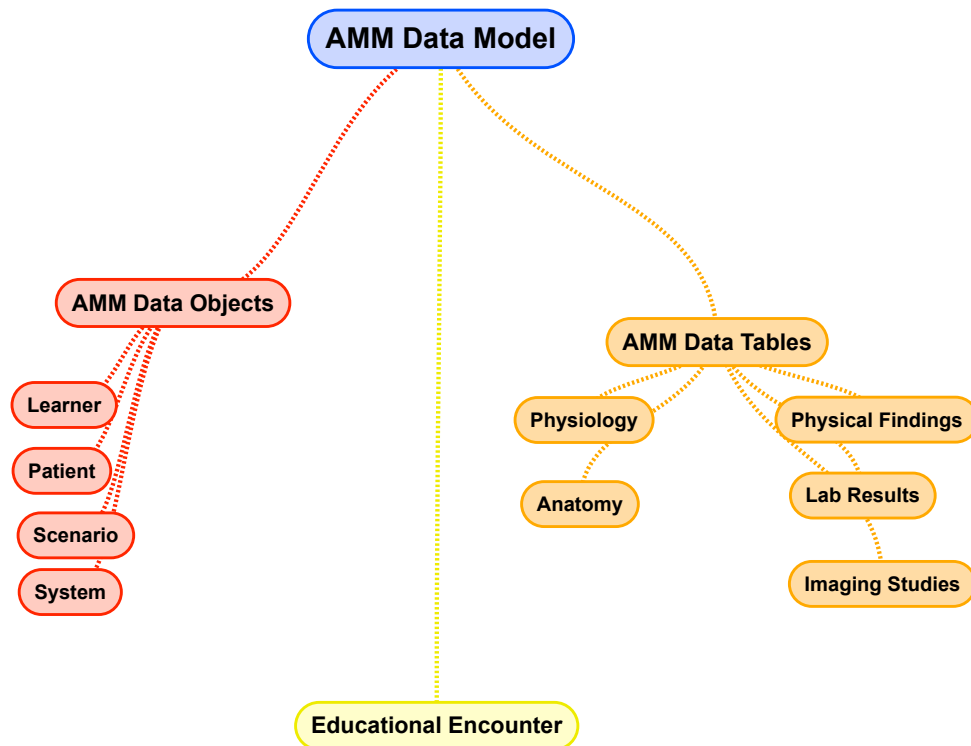 AMM Data Model
AMM Data Objects
Learner
Patient
Scenario
System
AMM Data Tables
Physiology
Physical Findings
Anatomy
Lab Results
Imaging Studies
Educational Encounter